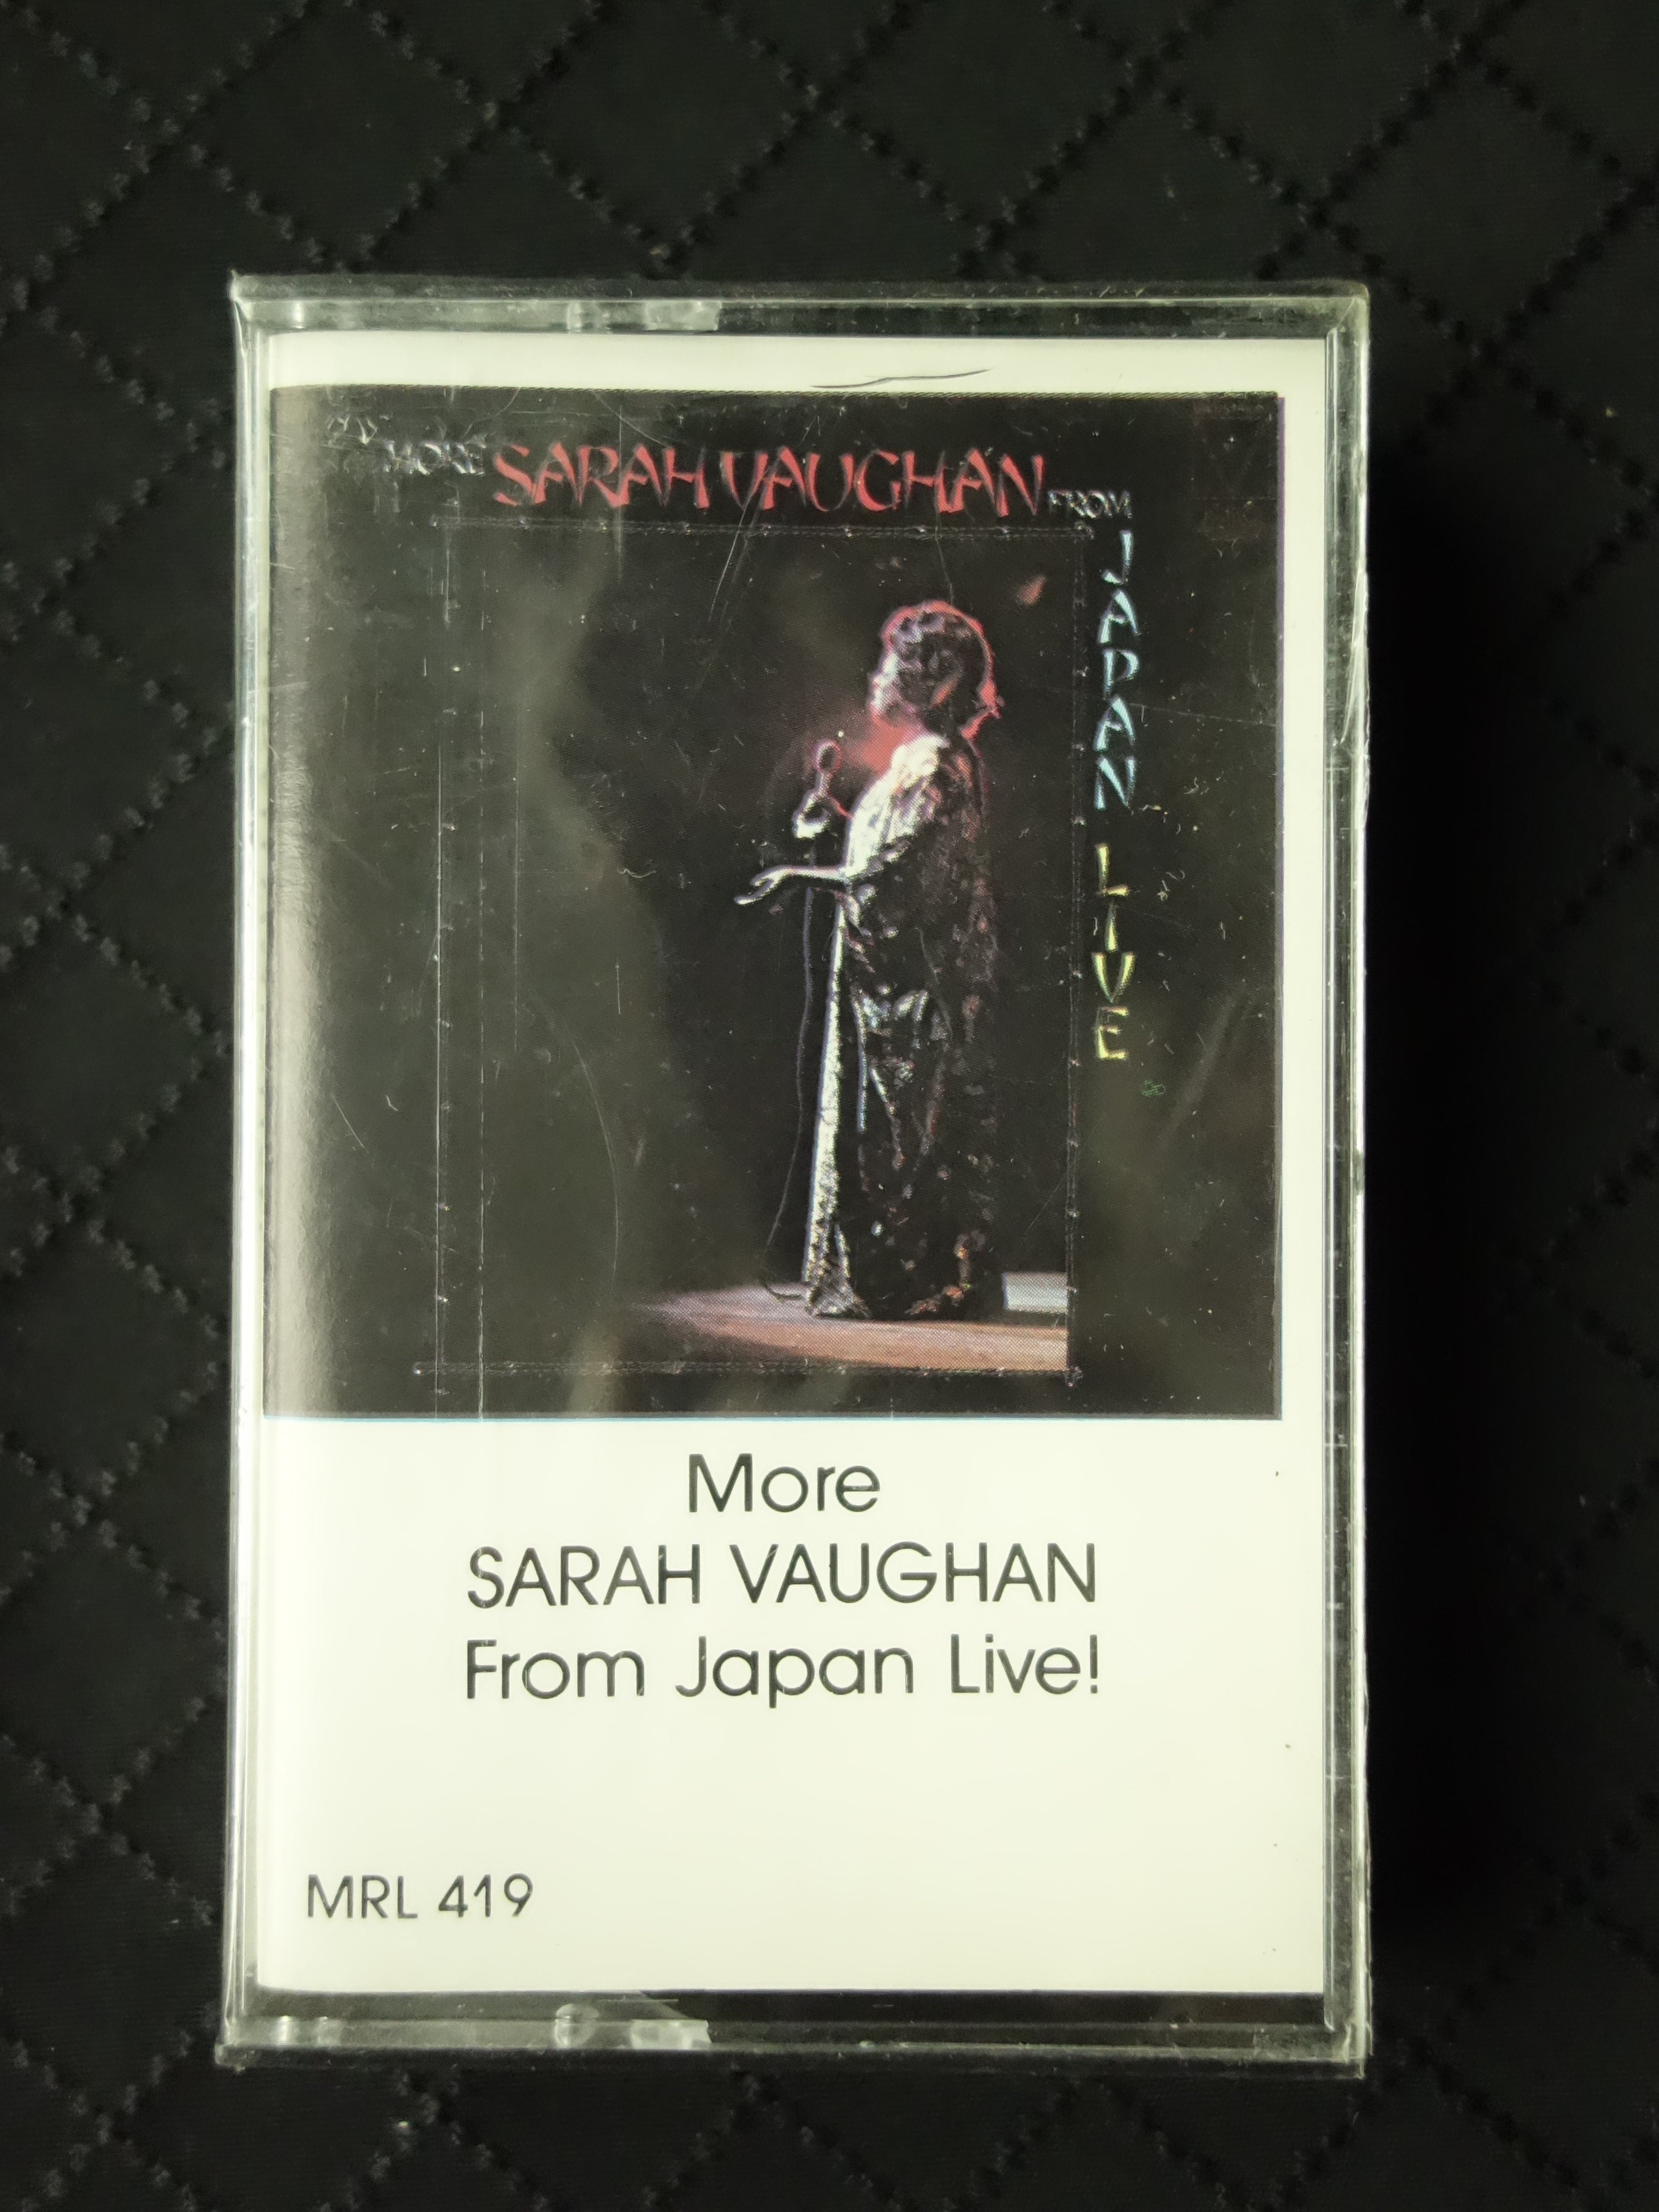 MORE SARAH VAUGHAN FROM
JAPAN LIVE
More
SARAH VAUGHAN
From Japan Live!
MRL 419